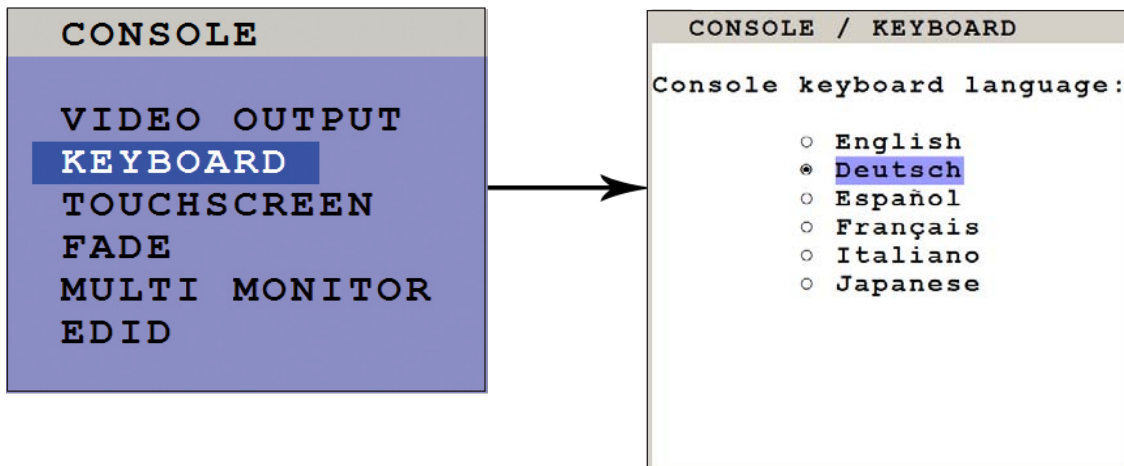 CONSOLE
VIDEO OUTPUT
KEYBOARD
TOUCHSCREEN
FADE
MULTI MONITOR
EDID
CONSOLE / KEYBOARD
Console keyboard language:
English
Deutsch
Español
Français
Italiano
Japanese